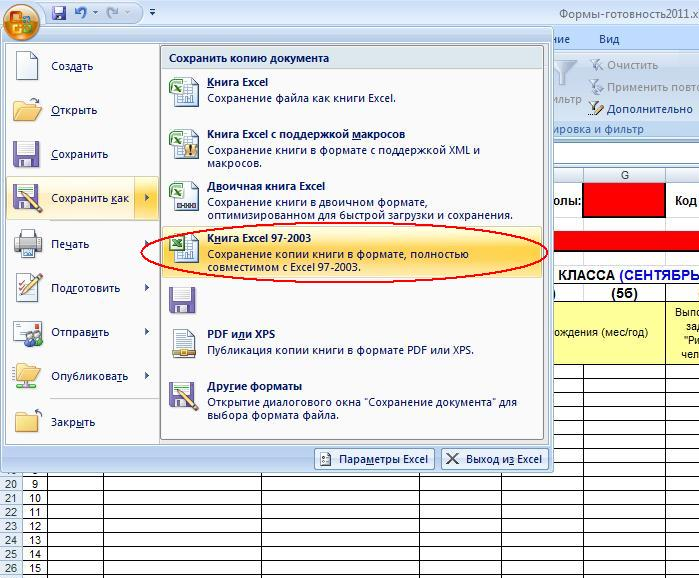 Формы-готовность2011.x
ние Вид
Очистить
Применить повто
Дополнительно
ильтр
ировка и фильтр
Создать
Открыть
Сохранить
Сохранить как
Печать
Подготовить
Отправить
Опубликовать
Закрыть
Сохранить копию документа
Книга Excel
Сохранение файла как книги Excel.
Книга Excel с поддержкой макросов
Сохранение книги в формате с поддержкой XML и
макросов.
Двоичная книга Excel
Сохранение книги в двоичном формате,
оптимизированном для быстрой загрузки и сохранения.
Книга Excel 97-2003
Сохранение копии книги в формате, полностью
совместимом с Excel 97-2003.
PDF или XPS
Публикация копии книги в формате PDF или XPS.
Другие форматы
Открытие диалогового окна "Сохранение документа" для
выбора формата файла.
Параметры Excel Выход из Excel
G
олы: Код
КЛАССА (СЕНТЯБРЬ
(5б)
ождения (мес/год)
Выпо
зад
"Ри
чел
20 9
21 10
22 11
23 12
24 13
25 14
26 15